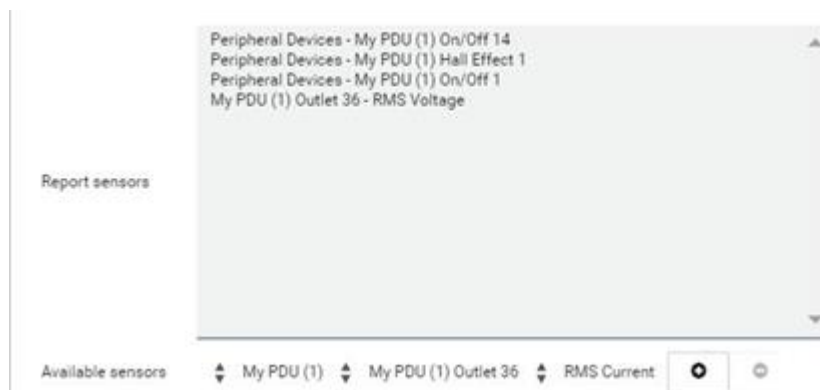 Peripheral Devices - My PDU (1) On/Off 14
Peripheral Devices - My PDU (1) Hall Effect 1
Peripheral Devices - My PDU (1) On/Off 1
My PDU (1) Outlet 36 - RMS Voltage
Report sensors
Available sensors My PDU (1) My PDU (1) Outlet 36 RMS Current